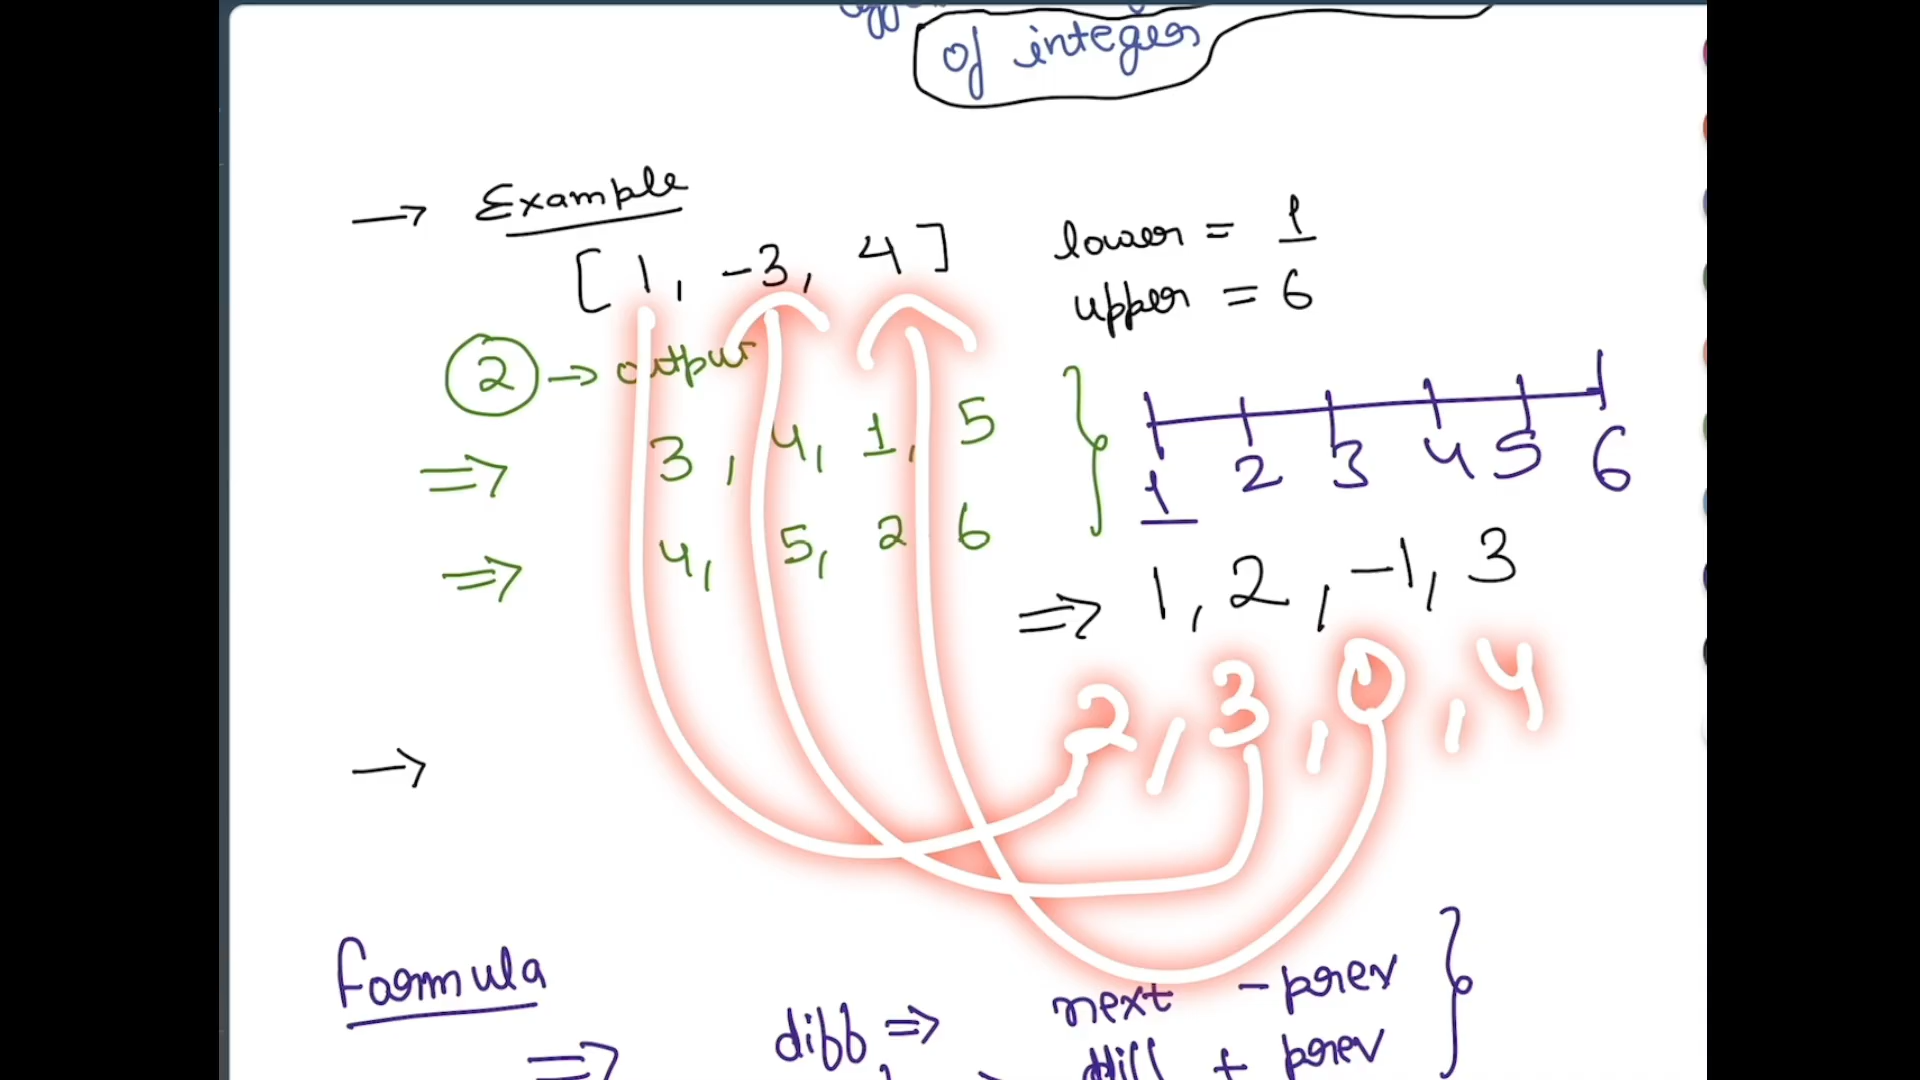 of integers
→ Example
[1, -3, 4]
lower = 1
upper = 6
2 → output
⇒ 3, 4, 1, 5
⇒ 4, 5, 2 6
1 2 3 4 5 6
⇒ 1, 2, -1, 3
2, 3, 0, 4
→
Formula
diff ⇒ next - prev
⇒ diff + prev